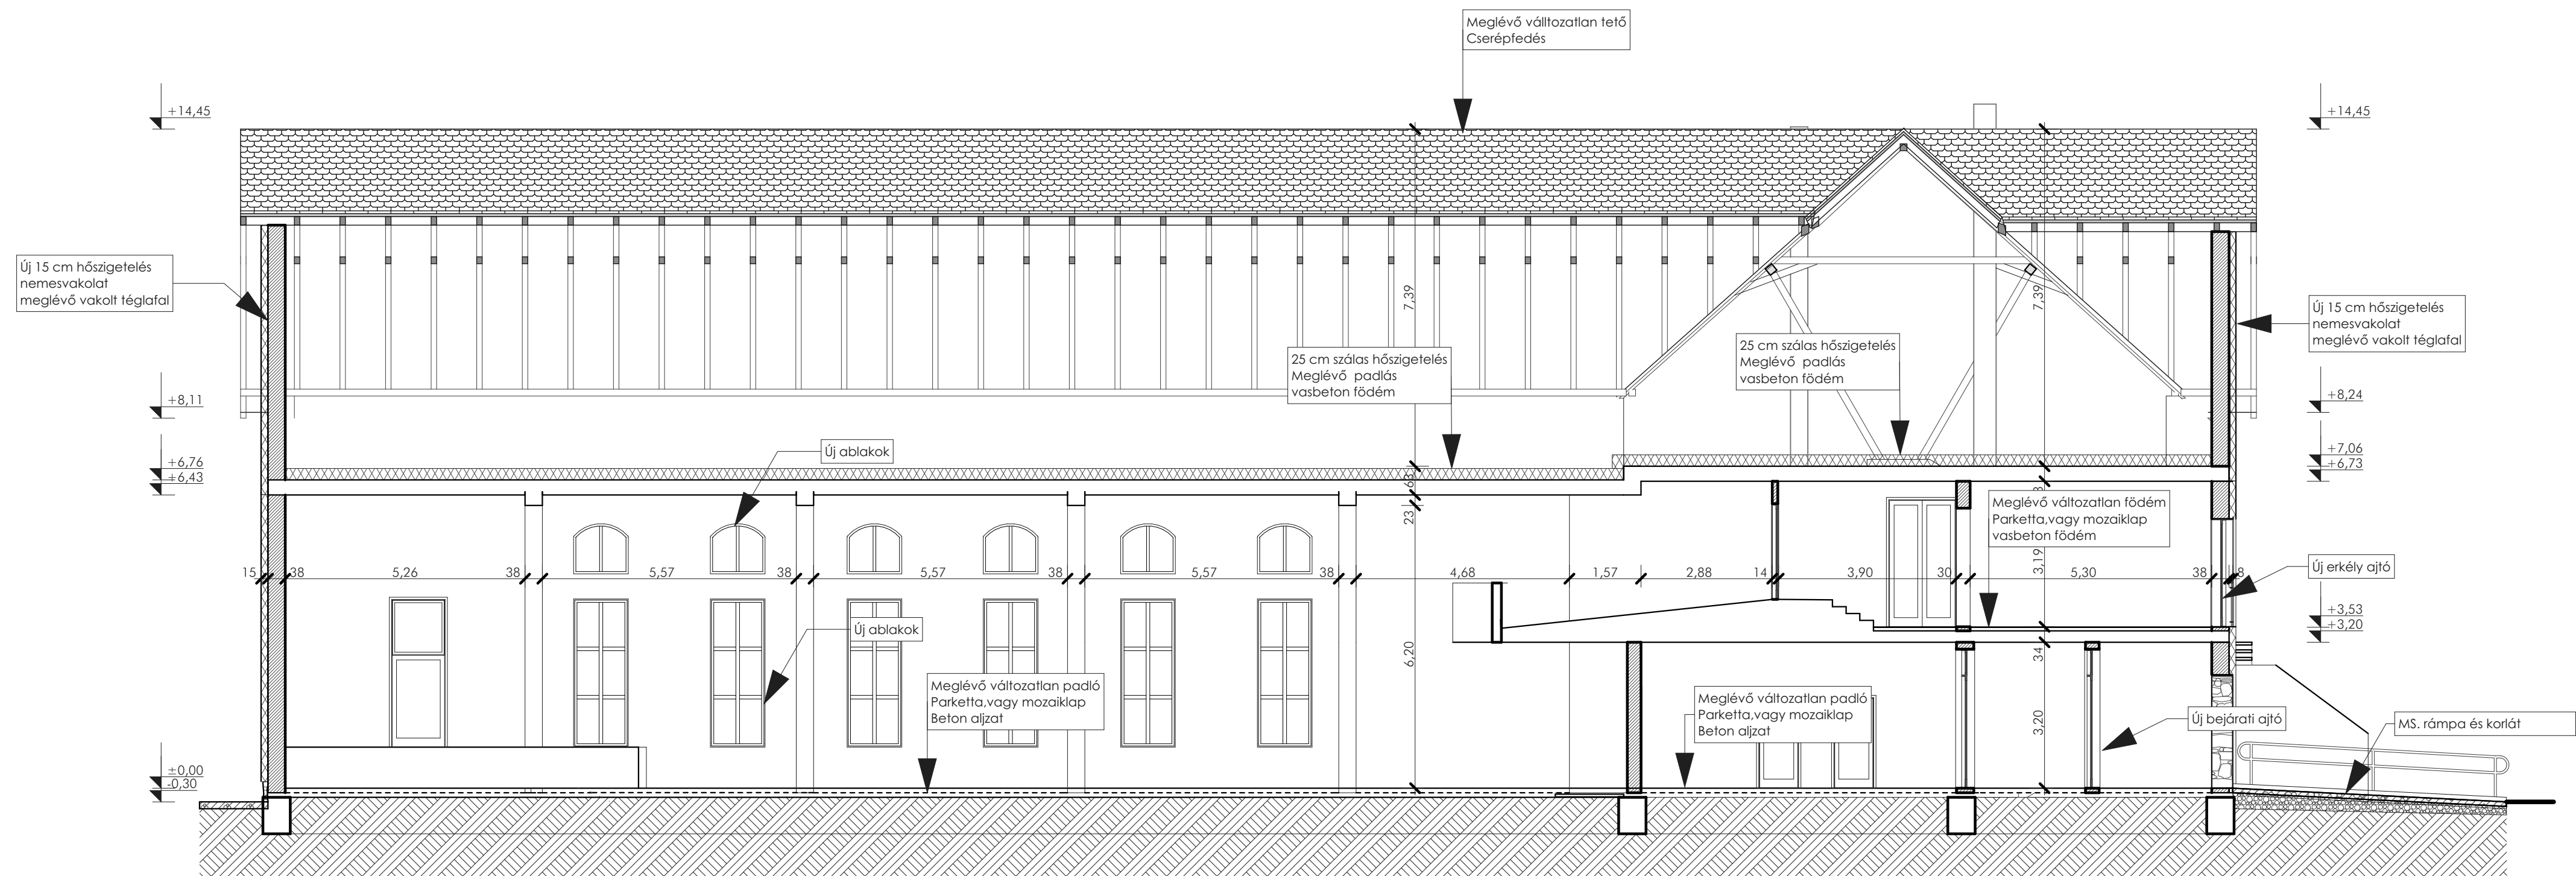 Meglévő válltozatlan tető
Cserépfedés
+14,45
+14,45
Új 15 cm hőszigetelés
nemesvakolat
meglévő vakolt téglafal
7,39
7,39
Új 15 cm hőszigetelés
nemesvakolat
meglévő vakolt téglafal
25 cm szálas hőszigetelés
Meglévő padlás
vasbeton födém
25 cm szálas hőszigetelés
Meglévő padlás
vasbeton födém
+8,11
+8,24
Új ablakok
+6,76
+6,43
+7,06
+6,73
63
23
Meglévő változatlan födém
Parketta,vagy mozaiklap
vasbeton födém
3,19
15
38
5,26
38
5,57
38
5,57
38
5,57
38
4,68
1,57
2,88
14
3,90
30
5,30
38
8
Új erkély ajtó
+3,53
+3,20
Új ablakok
6,20
34
Meglévő változatlan padló
Parketta,vagy mozaiklap
Beton aljzat
Meglévő változatlan padló
Parketta,vagy mozaiklap
Beton aljzat
3,20
Új bejárati ajtó
MS. rámpa és korlát
±0,00
-0,30